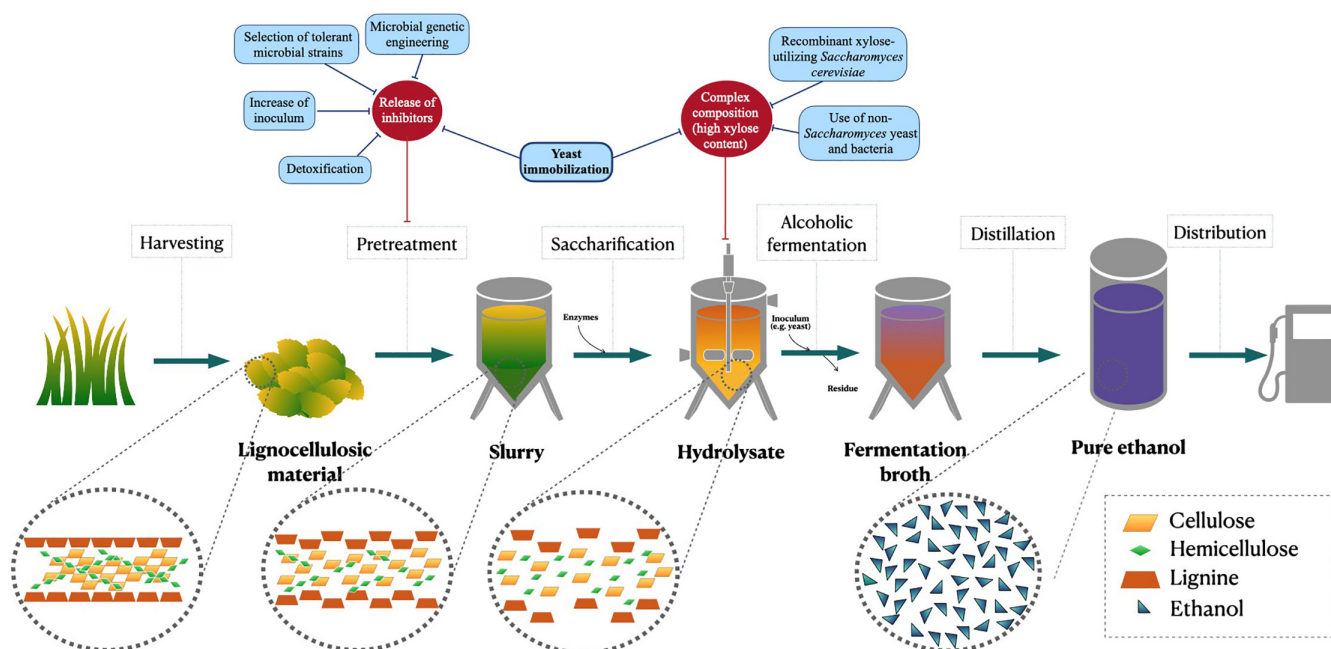 Selection of tolerant
microbial strains
Microbial genetic
engineering
Increase of
inoculum
Detoxification
Release of
inhibitors
Yeast
immobilization
Complex
composition
(high xylose
content)
Recombinant xylose-
utilizing Saccharomyces
cerevisiae
Use of non-
Saccharomyces yeast
and bacteria
Harvesting
Pretreatment
Saccharification
Alcoholic
fermentation
Distillation
Distribution
Enzymes
Inoculum
(e.g. yeast)
Residue
Lignocellulosic
material
Slurry
Hydrolysate
Fermentation
broth
Pure ethanol
Cellulose
Hemicellulose
Lignine
Ethanol